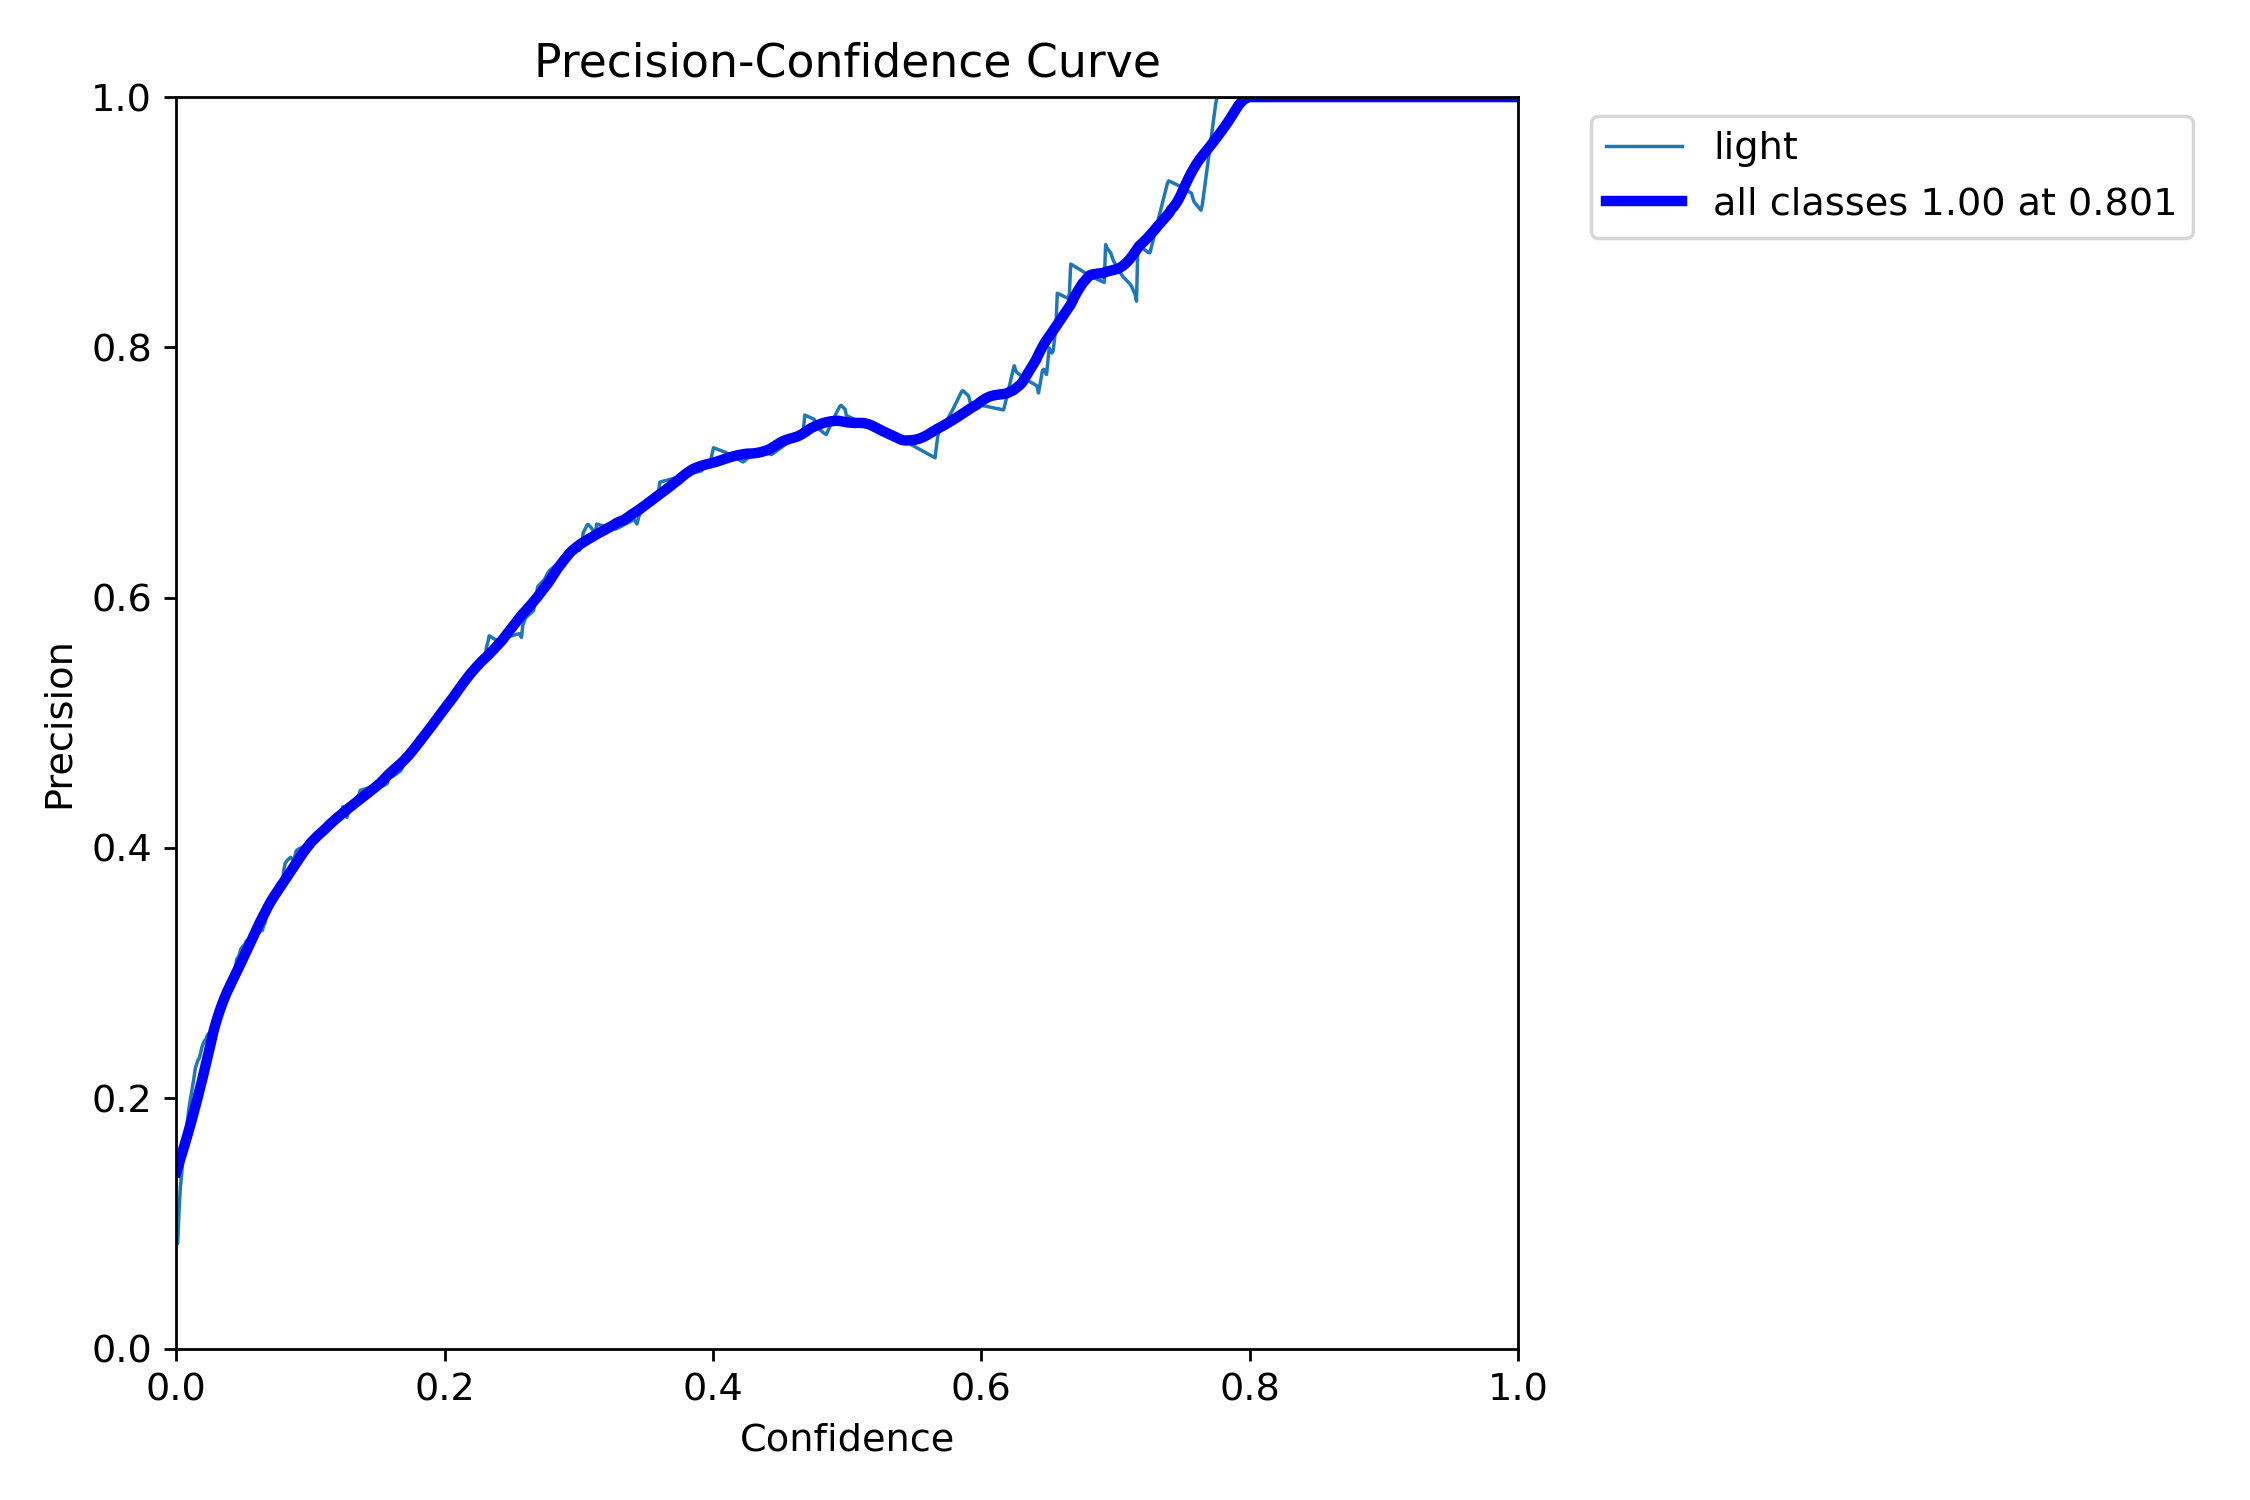 Precision-Confidence Curve
1.0
0.8
0.6
0.4
0.2
0.0
Precision
0.0 0.2 0.4 0.6 0.8 1.0
Confidence
light
all classes 1.00 at 0.801